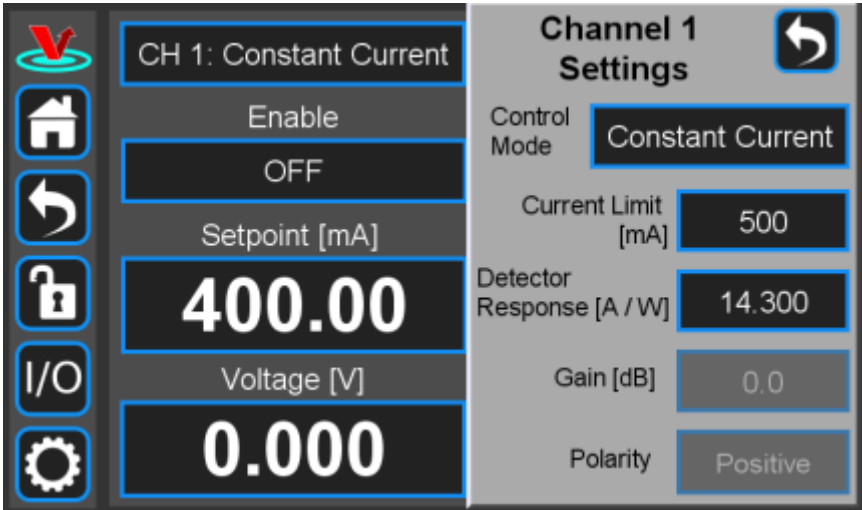 I/O
CH 1: Constant Current
Enable
OFF
Setpoint [mA]
400.00
Voltage [V]
0.000
Channel 1
Settings
Control
Mode
Constant Current
Current Limit
[mA]
500
Detector
Response [A / W]
14.300
Gain [dB]
0.0
Polarity
Positive